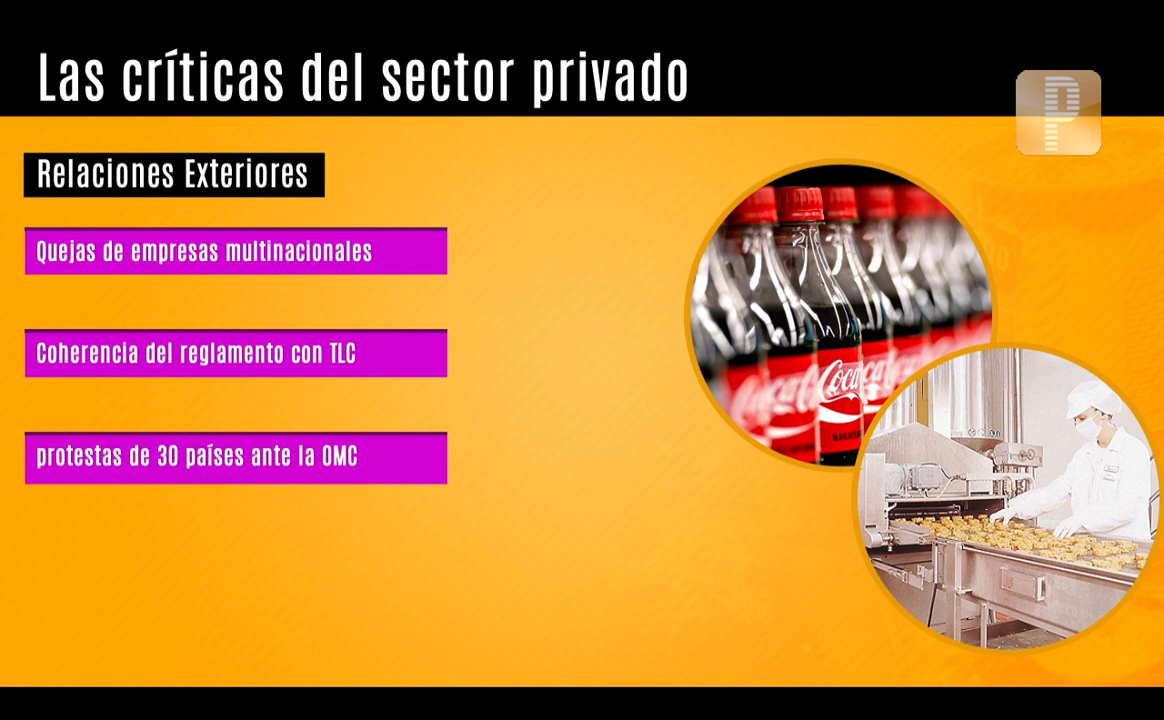 Las críticas del sector privado
P
Relaciones Exteriores
Quejas de empresas multinacionales
Coherencia del reglamento con TLC
protestas de 30 países ante la OMC
Coca-Cola